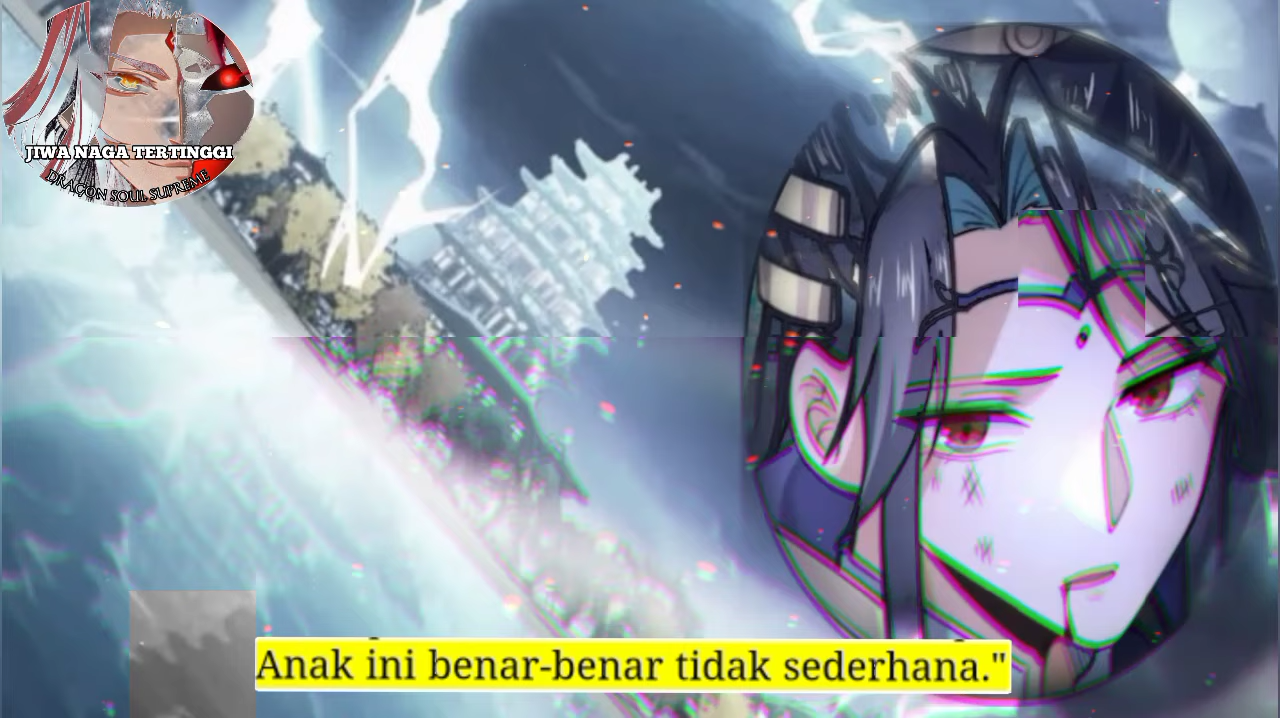 JIWA NAGA TERTINGGI
DRAGON SOUL SUPREME
Anak ini benar-benar tidak sederhana."